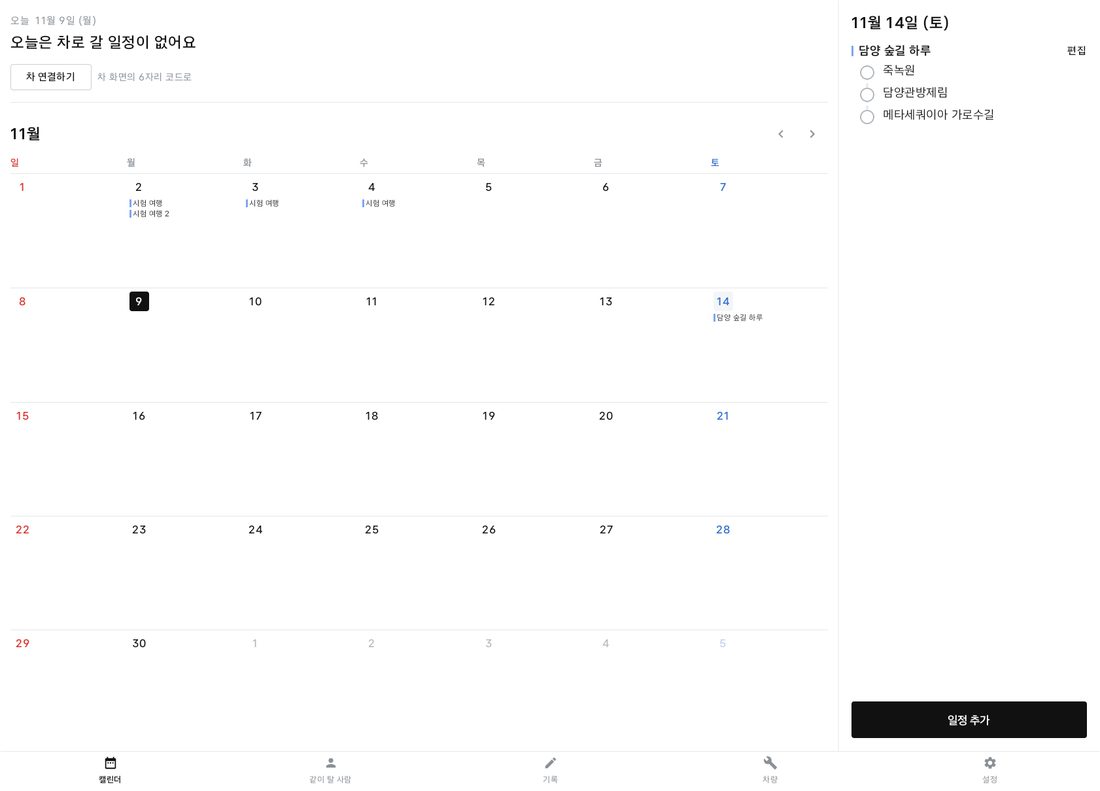 오늘 11월 9일 (월)
오늘은 차로 갈 일정이 없어요
차 연결하기 차 화면의 6자리 코드로
11월
일 월 화 수 목 금 토
1 2 3 4 5 6 7
시험 여행 시험 여행 시험 여행
시험 여행 2
8 9 10 11 12 13 14
담양 숲길 하루
15 16 17 18 19 20 21
22 23 24 25 26 27 28
29 30 1 2 3 4 5
11월 14일 (토)
담양 숲길 하루 편집
죽녹원
담양관방제림
메타세쿼이아 가로수길
일정 추가
캘린더 같이 탈 사람 기록 차량 설정